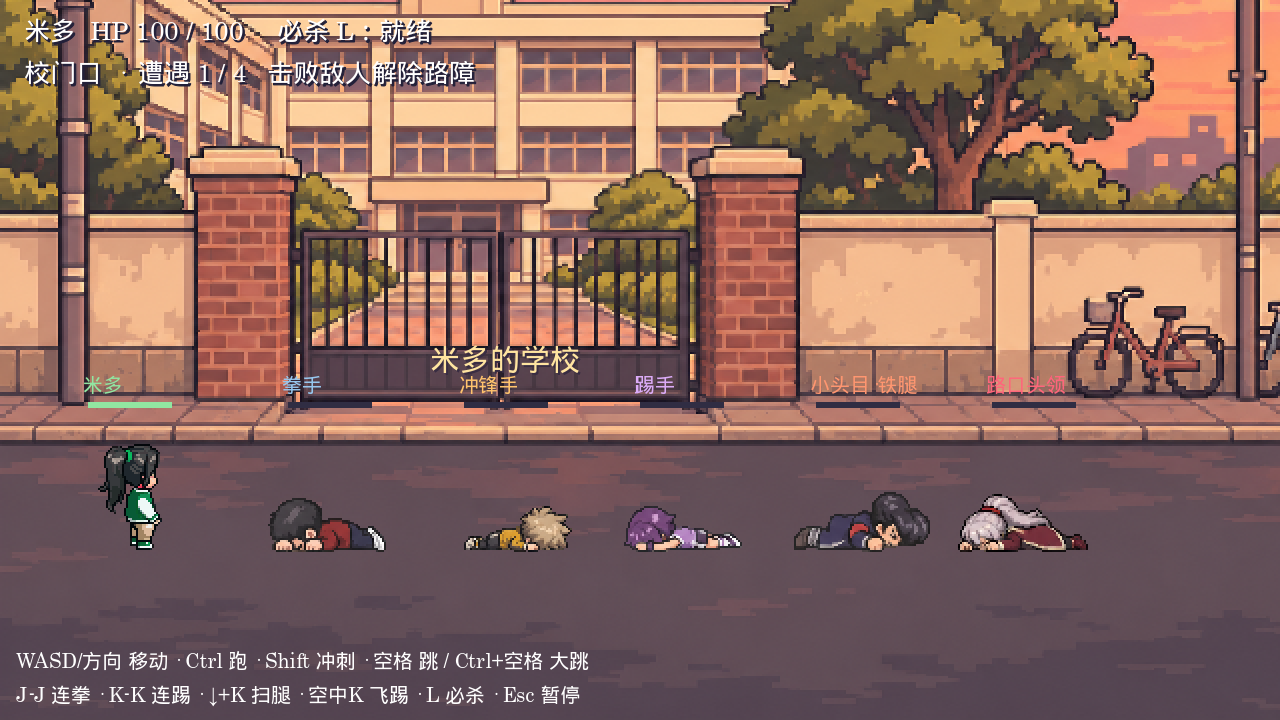 米多 HP 100 / 100 · 必杀 L：就绪
校门口 · 遭遇 1 / 4 击败敌人解除路障
米多的学校
米多 拳手 冲锋手 踢手 小头目·铁腿 路口头领
WASD/方向 移动 · Ctrl 跑 · Shift 冲刺 · 空格 跳 / Ctrl+空格 大跳
J-J 连拳 · K-K 连踢 · ↓+K 扫腿 · 空中K 飞踢 · L 必杀 · Esc 暂停